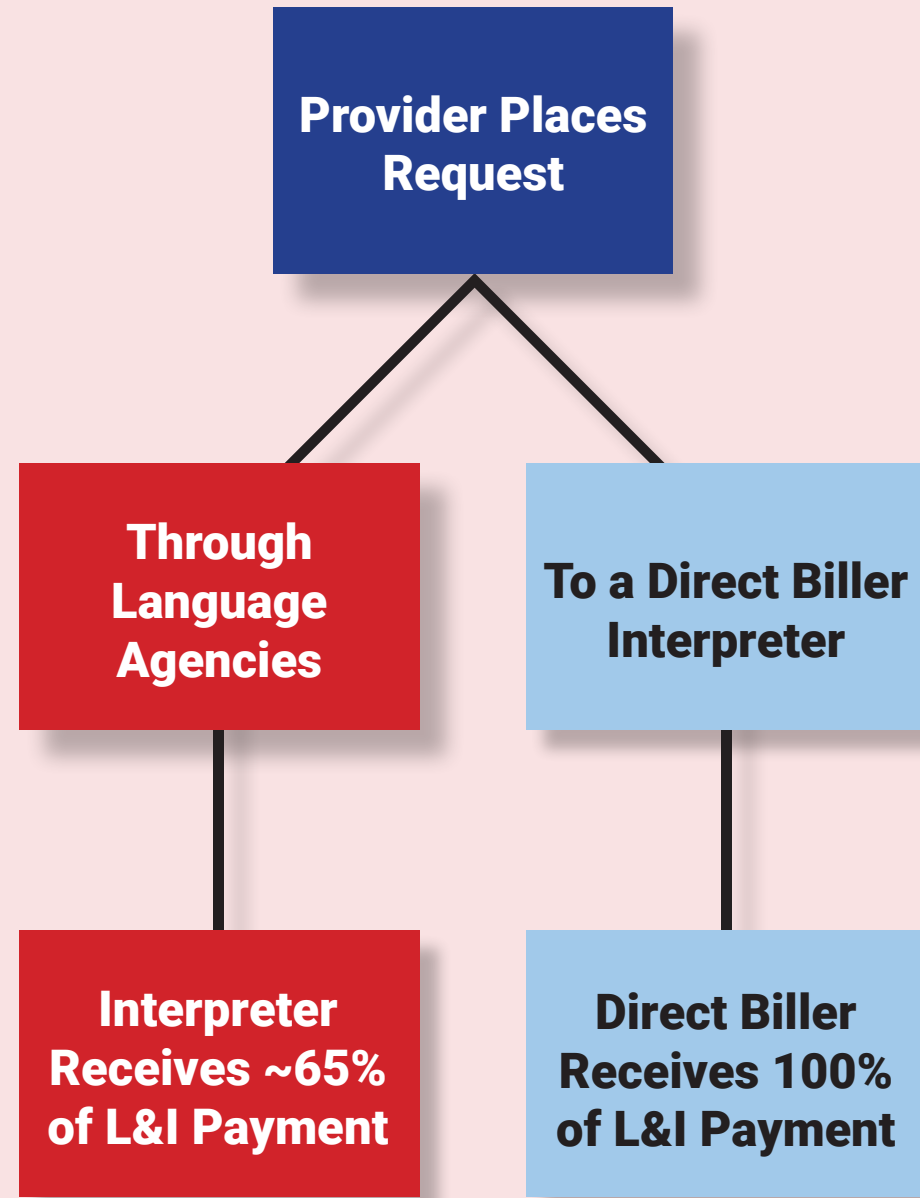 Provider Places
Request
Through
Language
Agencies
To a Direct Biller
Interpreter
Interpreter
Receives ~65%
of L&I Payment
Direct Biller
Receives 100%
of L&I Payment